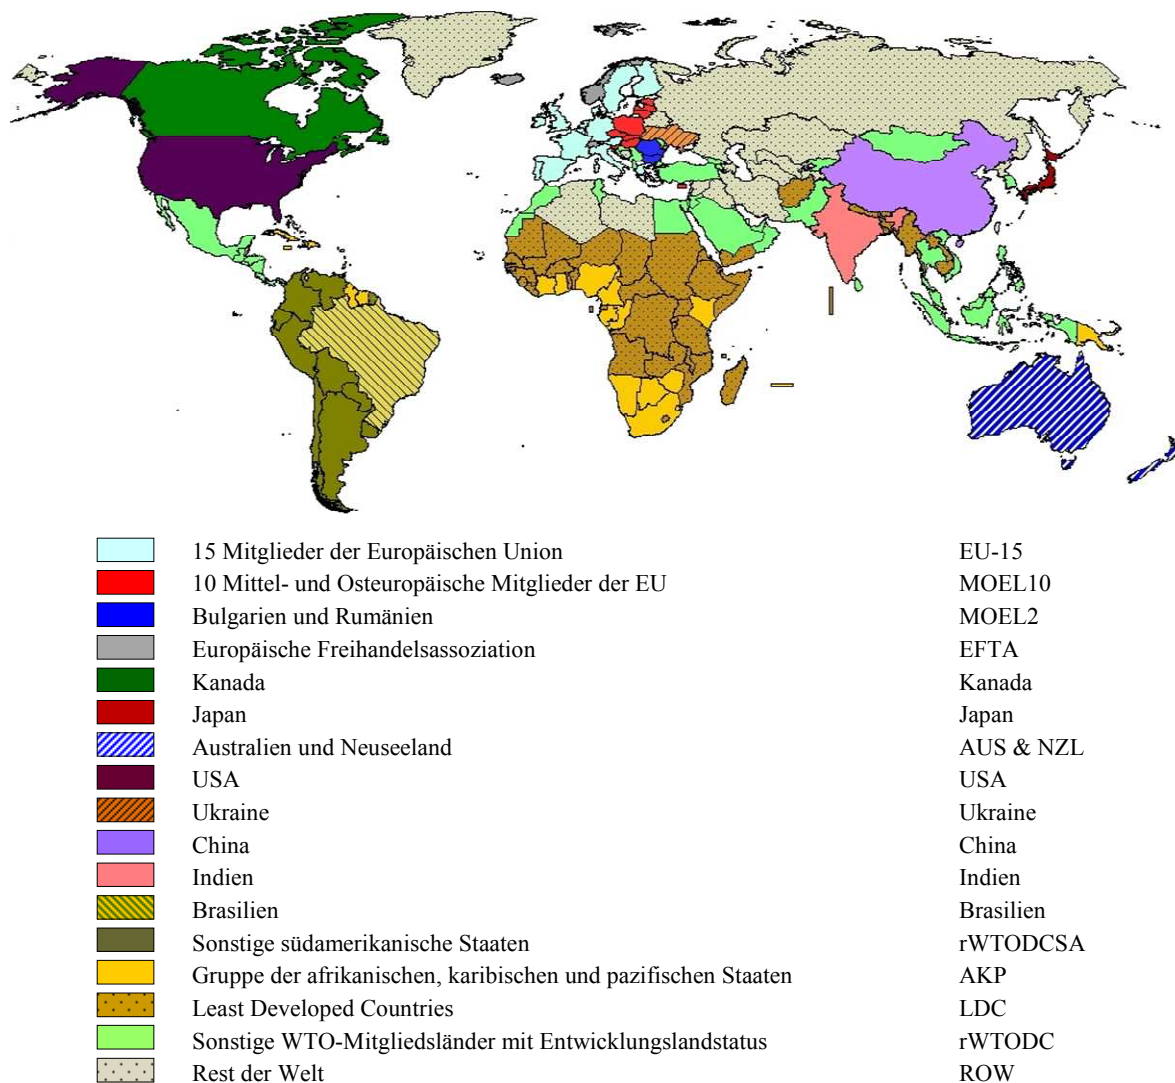 15 Mitglieder der Europäischen Union EU-15
10 Mittel- und Osteuropäische Mitglieder der EU MOEL10
Bulgarien und Rumänien MOEL2
Europäische Freihandelsassoziation EFTA
Kanada Kanada
Japan Japan
Australien und Neuseeland AUS & NZL
USA USA
Ukraine Ukraine
China China
Indien Indien
Brasilien Brasilien
Sonstige südamerikanische Staaten rWTODCSA
Gruppe der afrikanischen, karibischen und pazifischen Staaten AKP
Least Developed Countries LDC
Sonstige WTO-Mitgliedsländer mit Entwicklungslandstatus rWTODC
Rest der Welt ROW